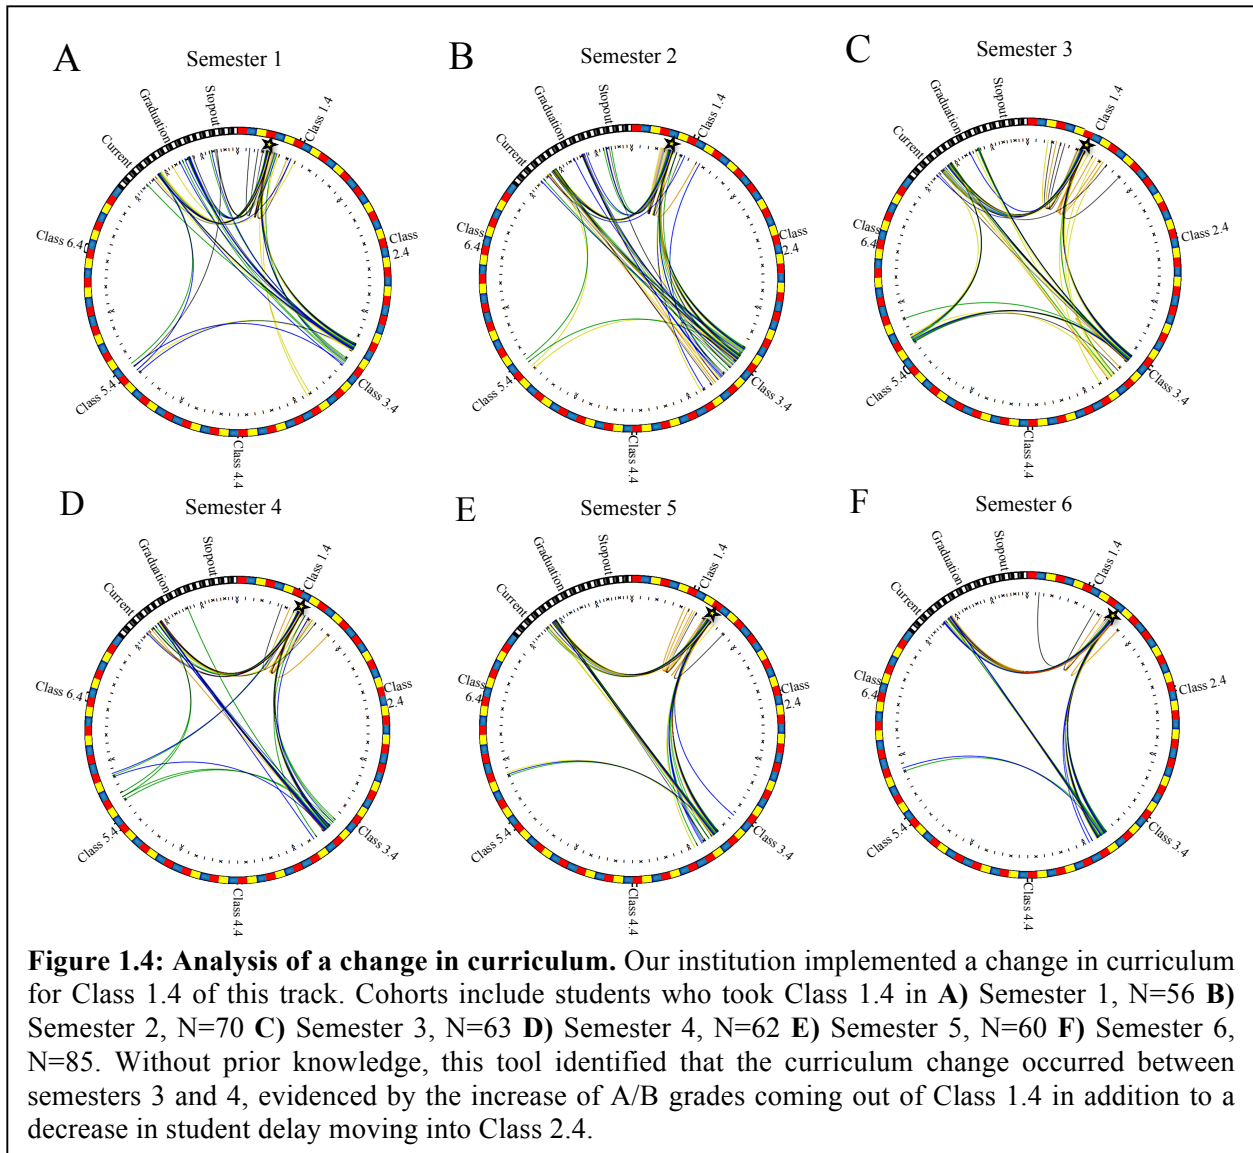 A
Semester 1
Current
Graduation
Stopout
Class 1.4
Class 2.4
Class 3.4
Class 4.4
Class 5.4
Class 6.4
B
Semester 2
Current
Graduation
Stopout
Class 1.4
Class
2.4
Class 3.4
Class 4.4
Class 5.4
Class
6.4
C
Semester 3
Current
Graduation
Stopout
Class 1.4
Class 2.4
Class 3.4
Class 4.4
Class 5.4
Class
6.4
D
Semester 4
Current
Graduation
Stopout
Class 1.4
Class
2.4
Class 3.4
Class 4.4
Class 5.4
Class 6.4
E
Semester 5
Current
Graduation
Stopout
Class 1.4
Class
2.4
Class 3.4
Class 4.4
Class 5.4
Class
6.4
F
Semester 6
Current
Graduation
Stopout
Class 1.4
Class 2.4
Class 3.4
Class 4.4
Class 5.4
Class
6.4
Figure 1.4: Analysis of a change in curriculum. Our institution implemented a change in curriculum
for Class 1.4 of this track. Cohorts include students who took Class 1.4 in A) Semester 1, N=56 B)
Semester 2, N=70 C) Semester 3, N=63 D) Semester 4, N=62 E) Semester 5, N=60 F) Semester 6,
N=85. Without prior knowledge, this tool identified that the curriculum change occurred between
semesters 3 and 4, evidenced by the increase of A/B grades coming out of Class 1.4 in addition to a
decrease in student delay moving into Class 2.4.